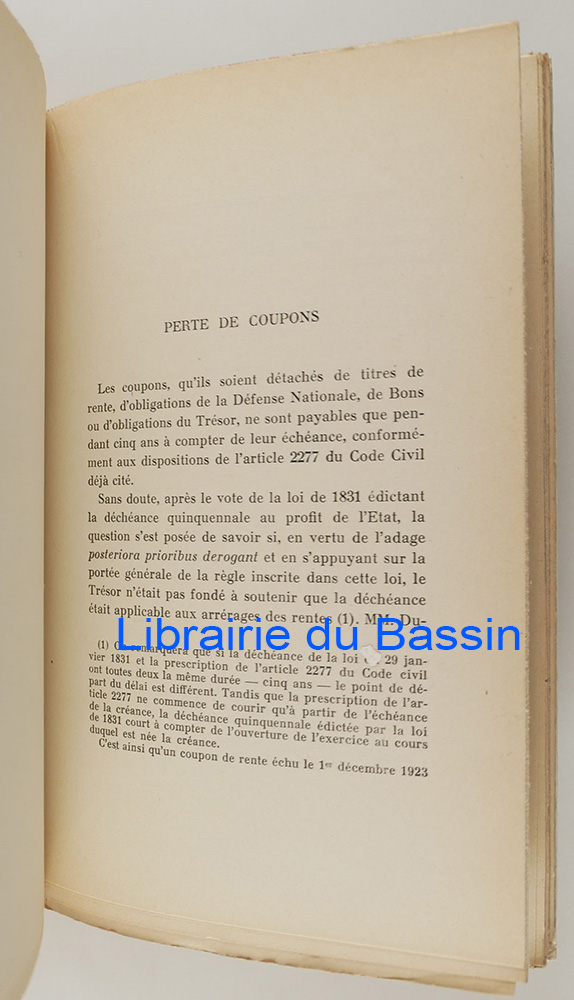 PERTE DE COUPONS
Les coupons, qu'ils soient détachés de titres de
rente, d'obligations de la Défense Nationale, de Bons
ou d'obligations du Trésor, ne sont payables que pen-
dant cinq ans à compter de leur échéance, conformé-
ment aux dispositions de l'article 2277 du Code Civil
déjà cité.
Sans doute, après le vote de la loi de 1831 édictant
la déchéance quinquennale au profit de l'Etat, la
question s'est posée de savoir si, en vertu de l'adage
posteriora prioribus derogant et en s'appuyant sur la
portée générale de la règle inscrite dans cette loi, le
Trésor n'était pas fondé à soutenir que la déchéance
était applicable aux arrérages des rentes (1). MM. Du-
Librairie du Bassin
(1) que si la déchéance de la loi 29 jan-
vier 1831 et la prescription de l'article 2277 du Code civil
ont toutes deux la même durée — cinq ans — le point de dé-
part du délai est différent. Tandis que la prescription de l'ar-
ticle 2277 ne commence de courir qu'à partir de l'échéance
de la créance, la déchéance quinquennale édictée par la loi
de 1831 court à compter de l'ouverture de l'exercice au cours
duquel est née la créance.
C'est ainsi qu'un coupon de rente échu le 1er décembre 1923